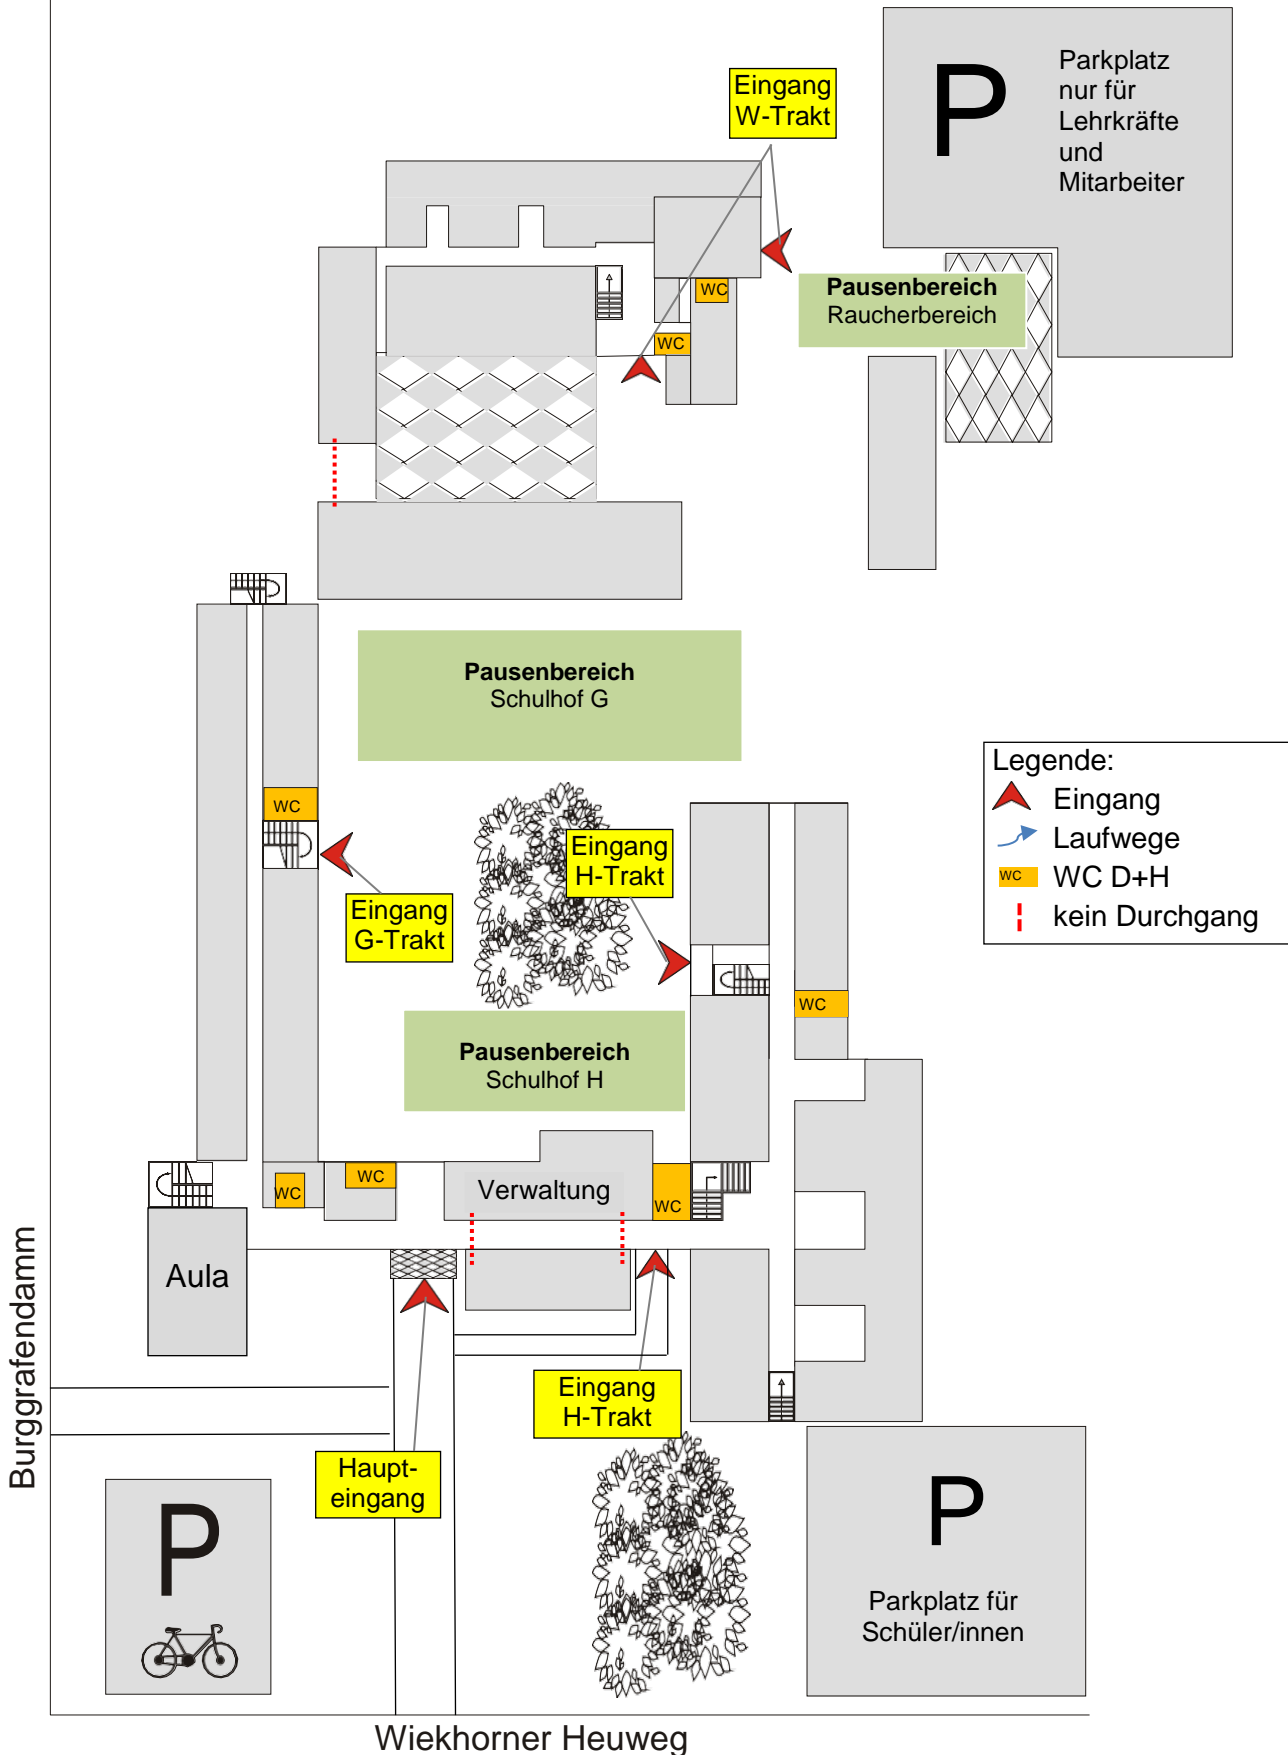 Eingang
W-Trakt
P
Parkplatz
nur für
Lehrkräfte
und
Mitarbeiter
WC
Pausenbereich
Raucherbereich
WC
Pausenbereich
Schulhof G
WC
Eingang
G-Trakt
Eingang
H-Trakt
Legende:
Eingang
Laufwege
WC
WC D+H
kein Durchgang
WC
Pausenbereich
Schulhof H
WC
WC
Verwaltung
WC
Aula
Eingang
H-Trakt
Haupt-
eingang
Burggrafendamm
P
P
Parkplatz für
Schüler/innen
Wiekhorner Heuweg